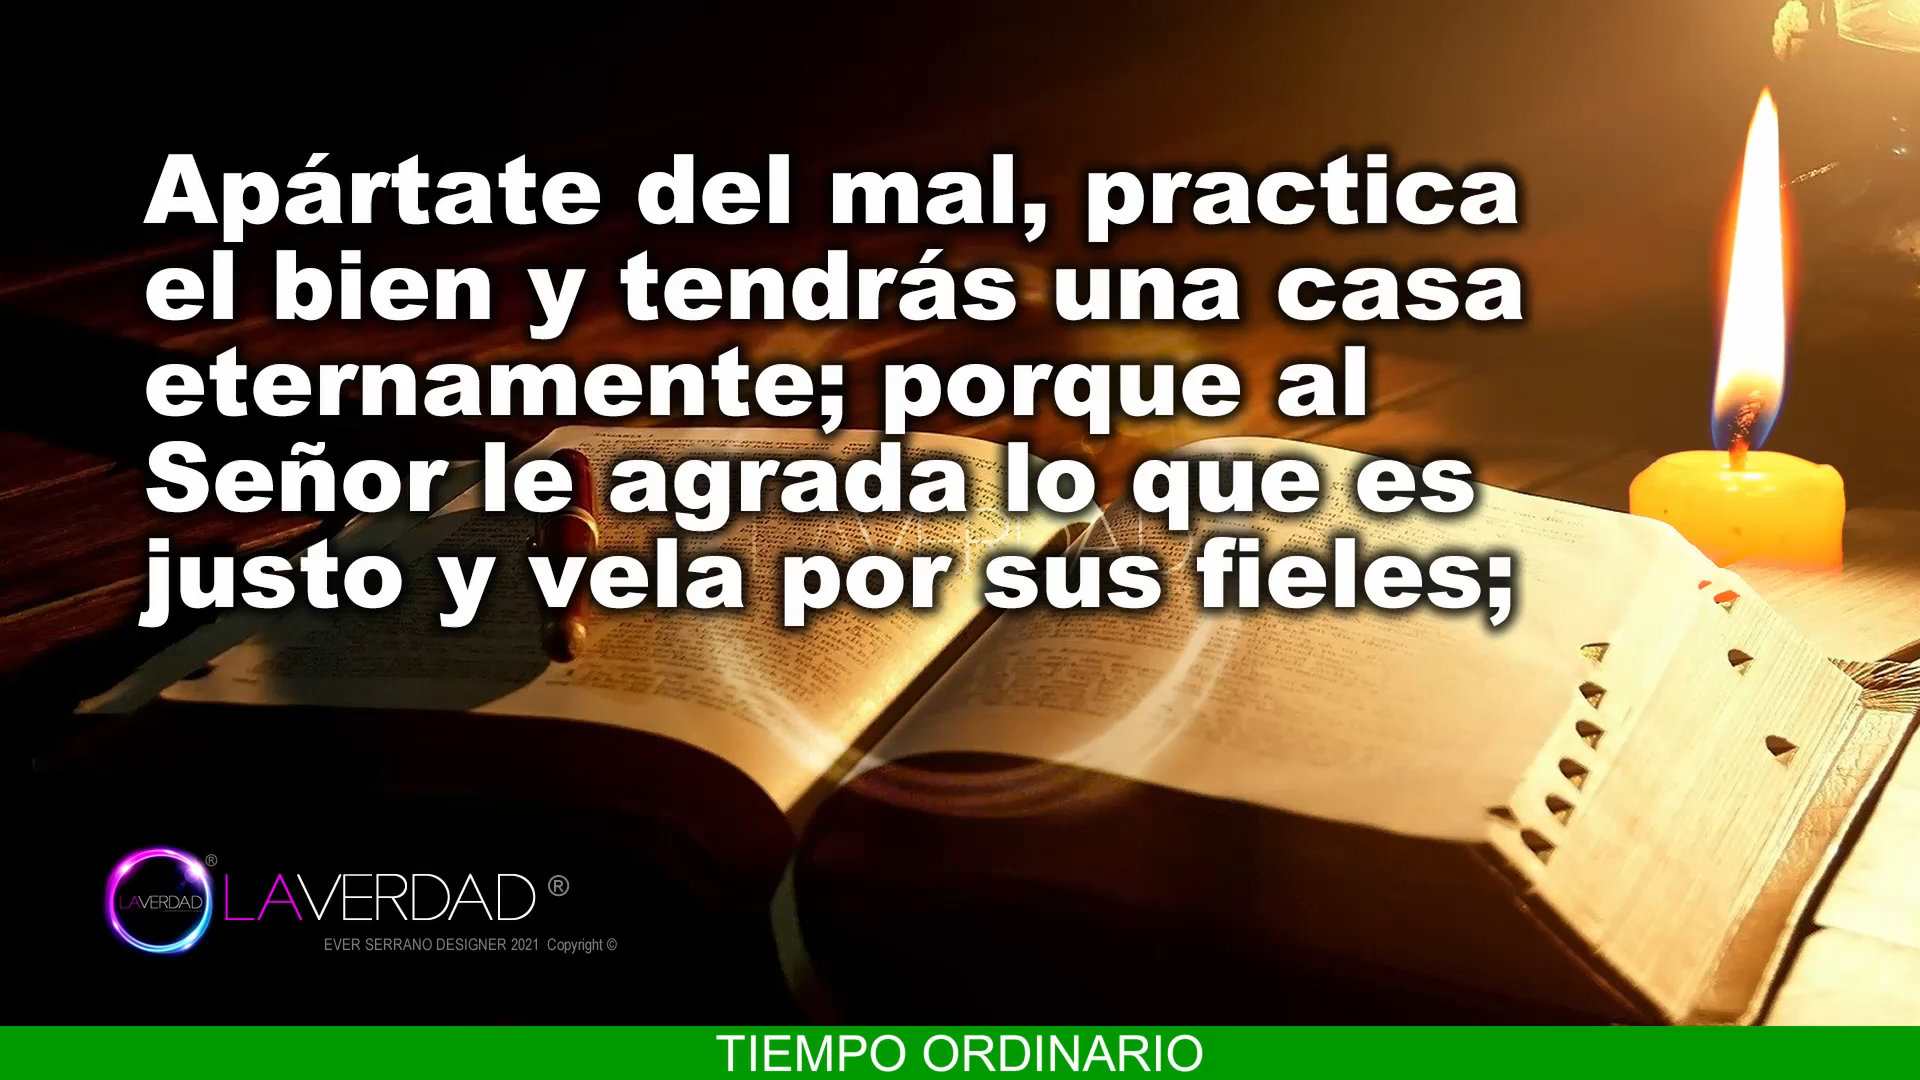 Apártate del mal, practica
el bien y tendrás una casa
eternamente; porque al
Señor le agrada lo que es
justo y vela por sus fieles;
LAVERDAD
LAVERDAD ®
LAVERDAD ®
EVER SERRANO DESIGNER 2021 Copyright ©
TIEMPO ORDINARIO